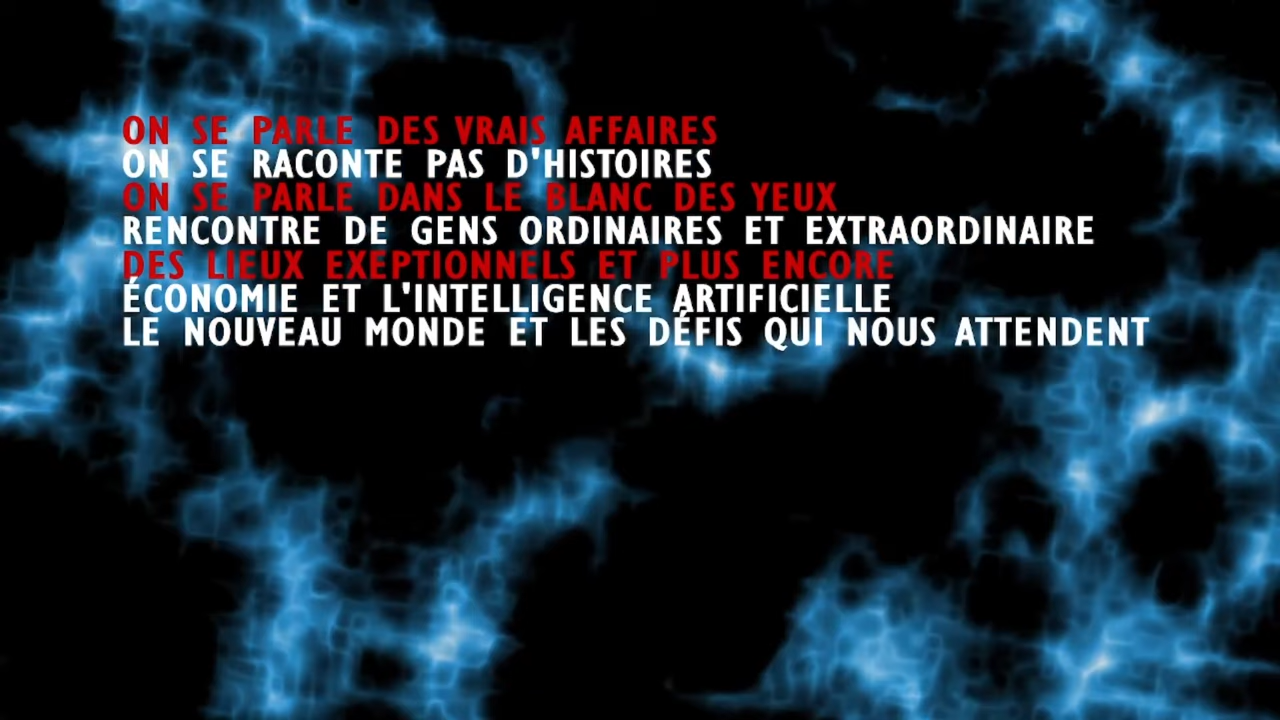 ON SE PARLE DES VRAIS AFFAIRES
ON SE RACONTE PAS D'HISTOIRES
ON SE PARLE DANS LE BLANC DES YEUX
RENCONTRE DE GENS ORDINAIRES ET EXTRAORDINAIRE
DES LIEUX EXEPTIONNELS ET PLUS ENCORE
ÉCONOMIE ET L'INTELLIGENCE ARTIFICIELLE
LE NOUVEAU MONDE ET LES DÉFIS QUI NOUS ATTENDENT